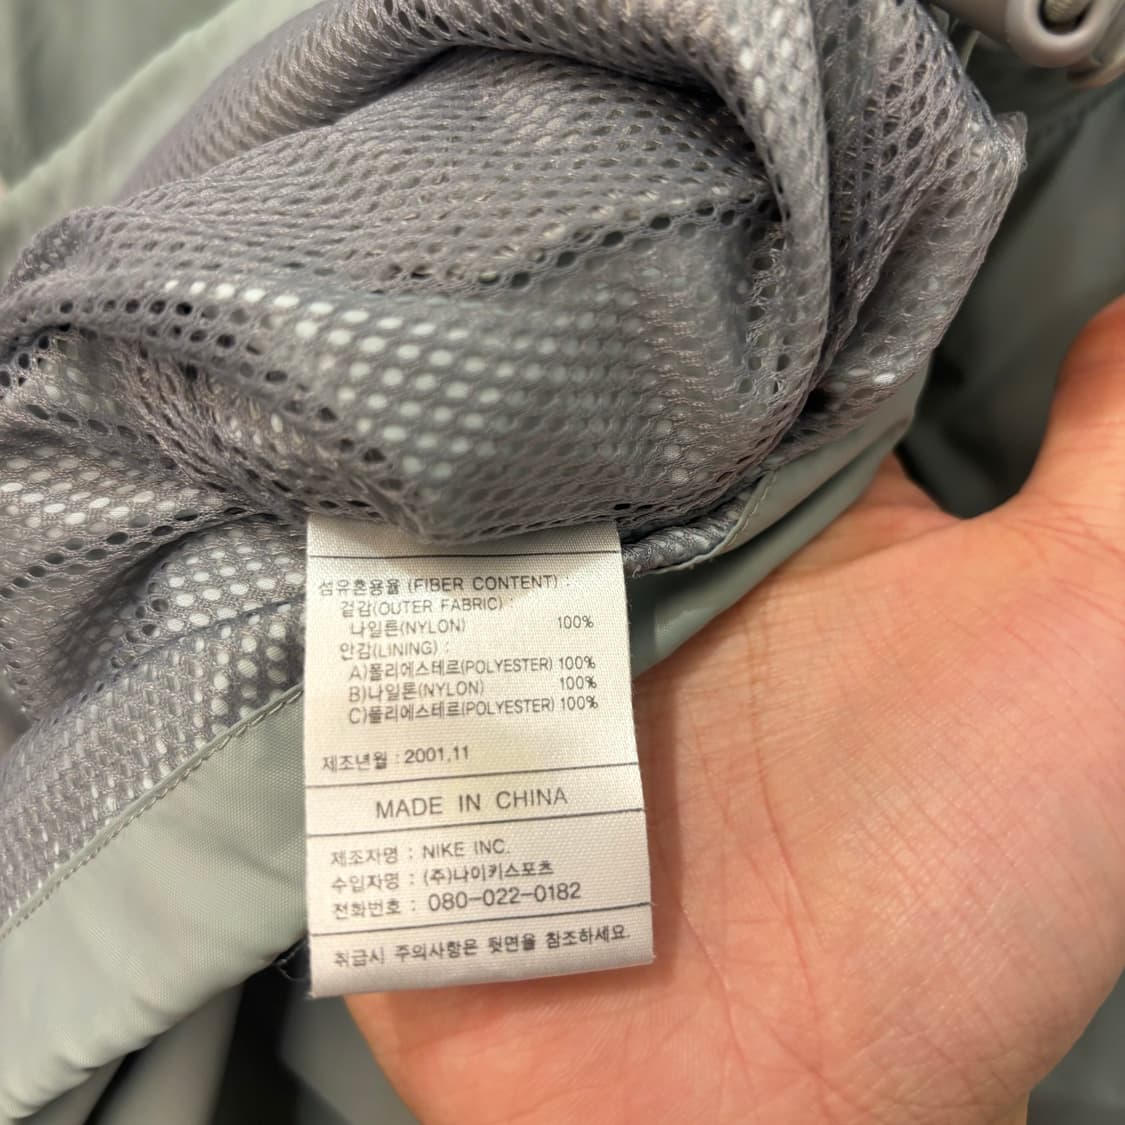 섬유혼용율 (FIBER CONTENT) :
겉감(OUTER FABRIC) :
나일론(NYLON) 100%
안감(LINING) :
A)폴리에스테르(POLYESTER) 100%
B)나일론(NYLON) 100%
C)폴리에스테르(POLYESTER) 100%
제조년월 : 2001,11
MADE IN CHINA
제조자명 : NIKE INC.
수입자명 : (주)나이키스포츠
전화번호 : 080-022-0182
취급시 주의사항은 뒷면을 참조하세요.